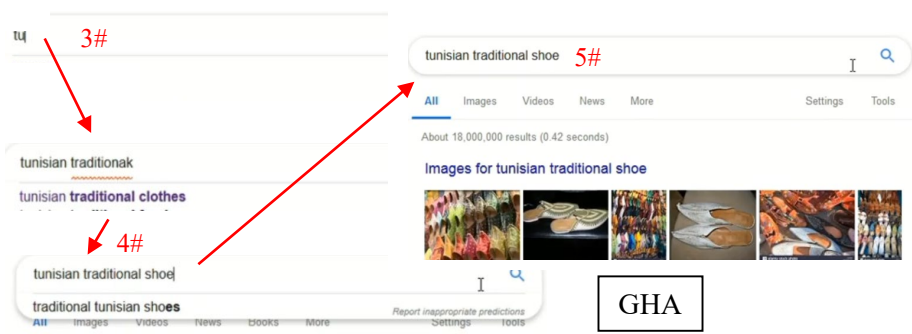 tu
3#
tunisian traditionak
tunisian traditional clothes
4#
tunisian traditional shoe
traditional tunisian shoes
Report inappropriate predictions
All Images Videos News Books More Settings Tools
tunisian traditional shoe 5#
All Images Videos News More Settings Tools
About 18,000,000 results (0.42 seconds)
Images for tunisian traditional shoe
GHA